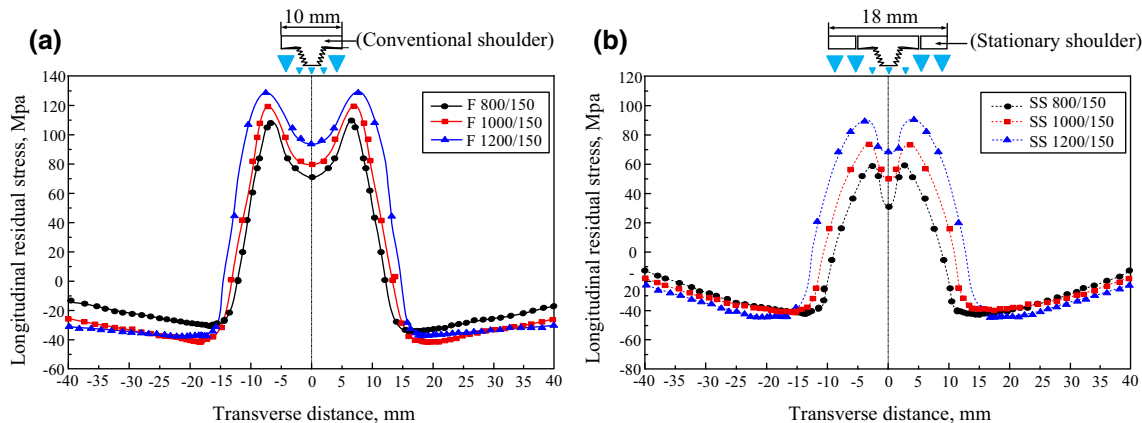 10 mm
(a)
(Conventional shoulder)
140
120
100
80
60
40
120
0
-20
-40
-60
Longtitudinal residual stress, Mpa
F 800/150
F 1000/150
F 1200/150
-40 -35 -30 -25 -20 -15 -10 -5 0 5 10 15 20 25 30 35 40
Transverse distance, mm
18 mm
(b)
(Stationary shoulder)
120
100
80
60
40
20
120
0
-40
-60
-80
Longtitudinal residual stress, Mpa
SS 800/150
SS 1000/150
SS 1200/150
-40 -35 -30 -25 -20 -15 -10 -5 0 5 10 15 20 25 30 35 40
Transverse distance, mm